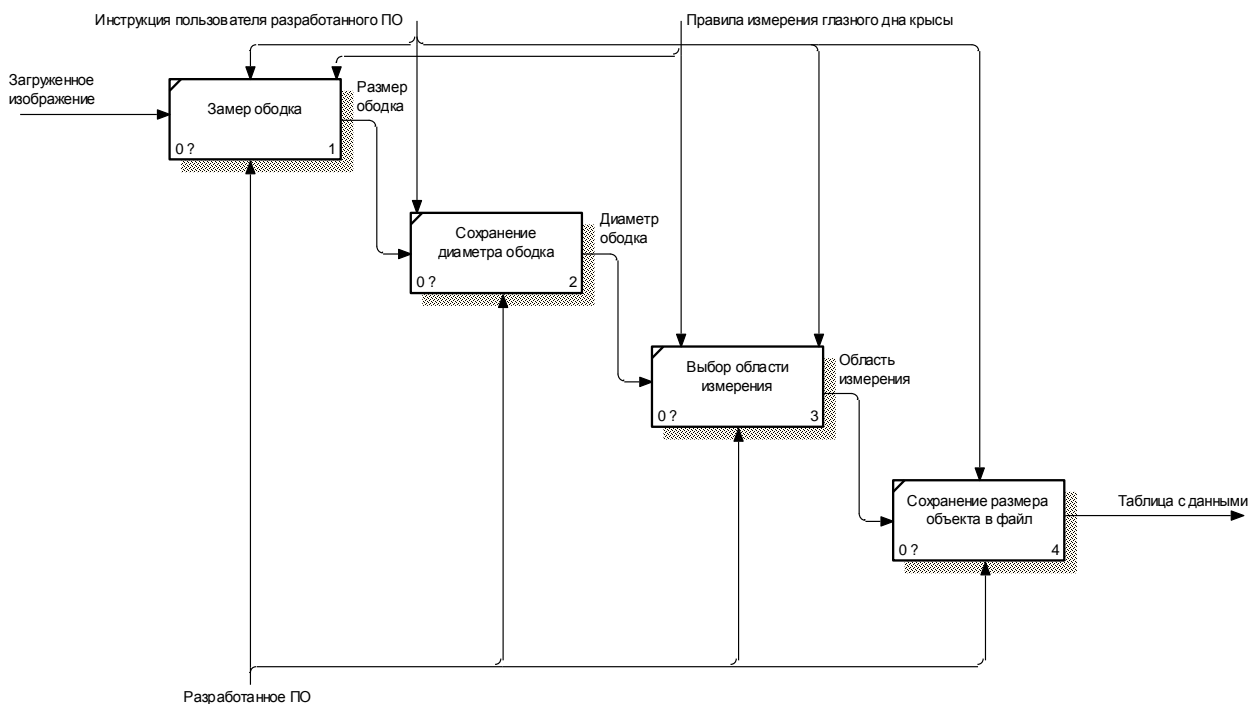 Инструкция пользователя разработанного ПО
Правила измерения глазного дна крысы
Загруженное
изображение
Замер ободка
0 ?
1
Размер
ободка
Сохранение
диаметра ободка
0 ?
2
Диаметр
ободка
Выбор области
измерения
0 ?
3
Область
измерения
Сохранение размера
объекта в файл
0 ?
4
Таблица с данными
Разработанное ПО